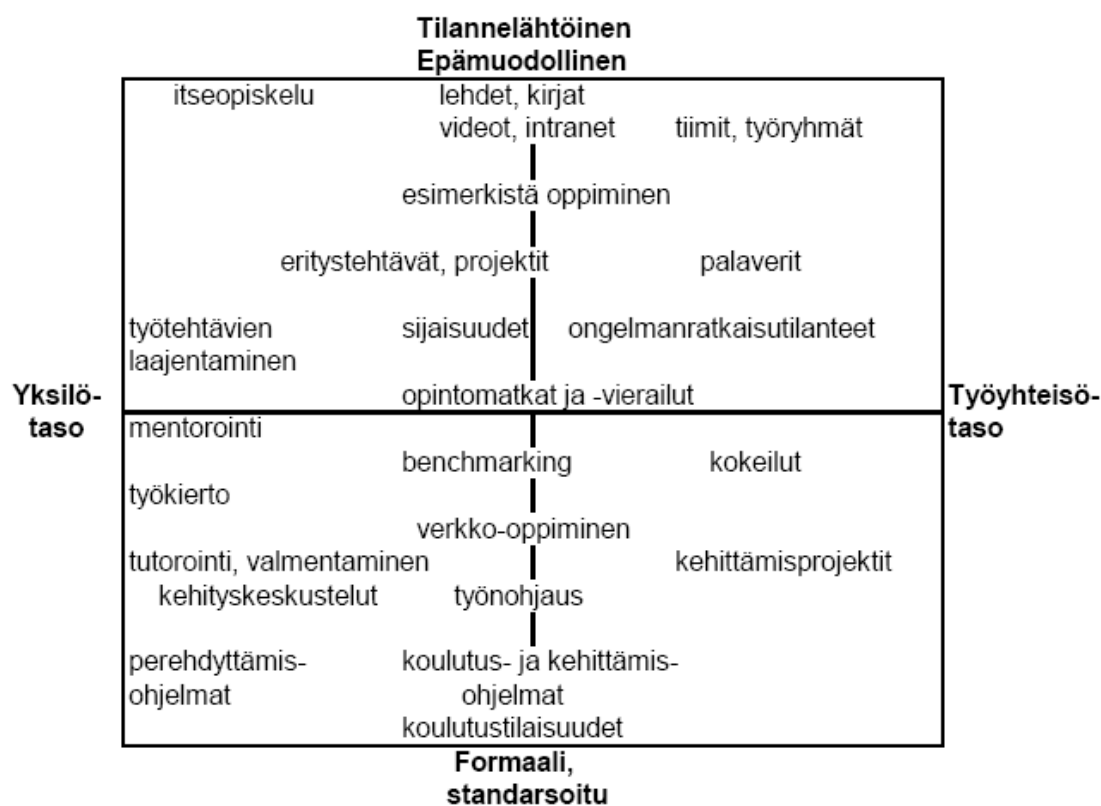 Tilannelähtöinen
Epämuodollinen
itseopiskelu lehdet, kirjat
videot, intranet tiimit, työryhmät
esimerkistä oppiminen
eritystehtävät, projektit palaverit
työtehtävien sijaisuudet ongelmanratkaisutilanteet
laajentaminen
Yksilö- opintomatkat ja -vierailut Työyhteisö-
taso mentorointi taso
benchmarking kokeilut
työkierto
verkko-oppiminen
tutorointi, valmentaminen kehittämisprojektit
kehityskeskustelut työnohjaus
perehdyttämis- koulutus- ja kehittämis-
ohjelmat ohjelmat
koulutustilaisuudet
Formaali,
standarsoitu